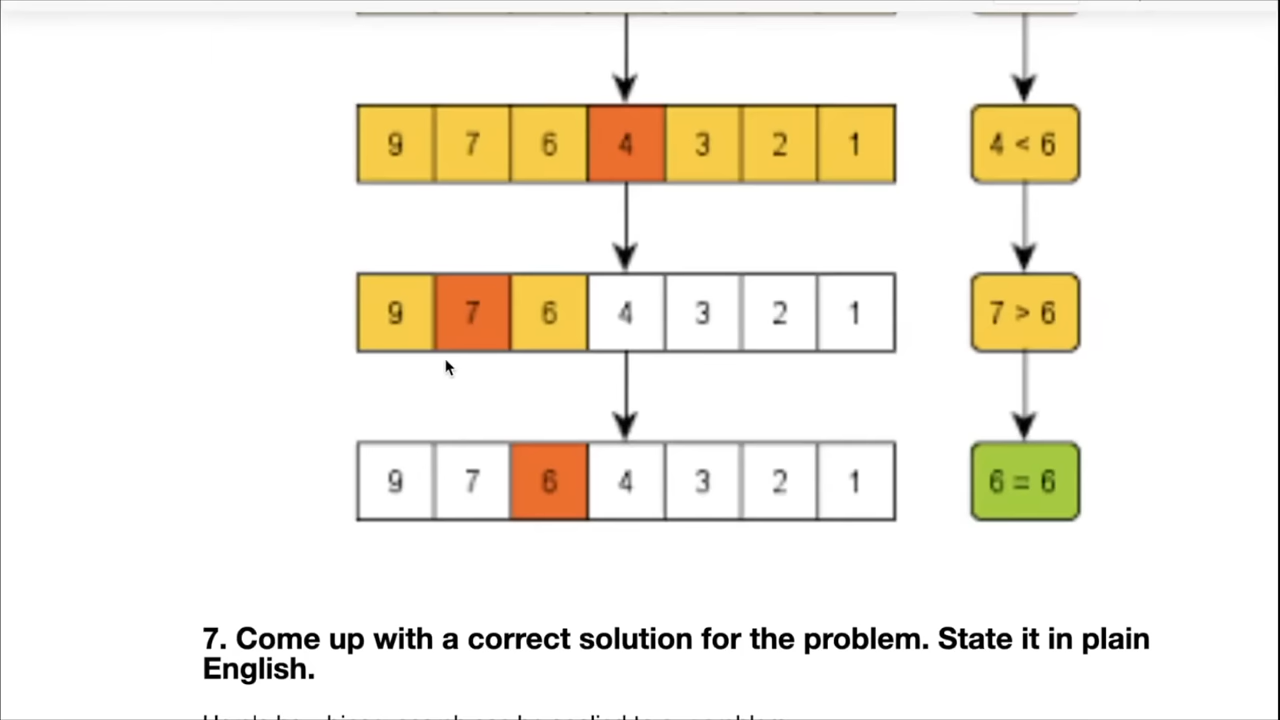 9 7 6 4 3 2 1 4 < 6
9 7 6 4 3 2 1 7 > 6
9 7 6 4 3 2 1 6 = 6
7. Come up with a correct solution for the problem. State it in plain
English.